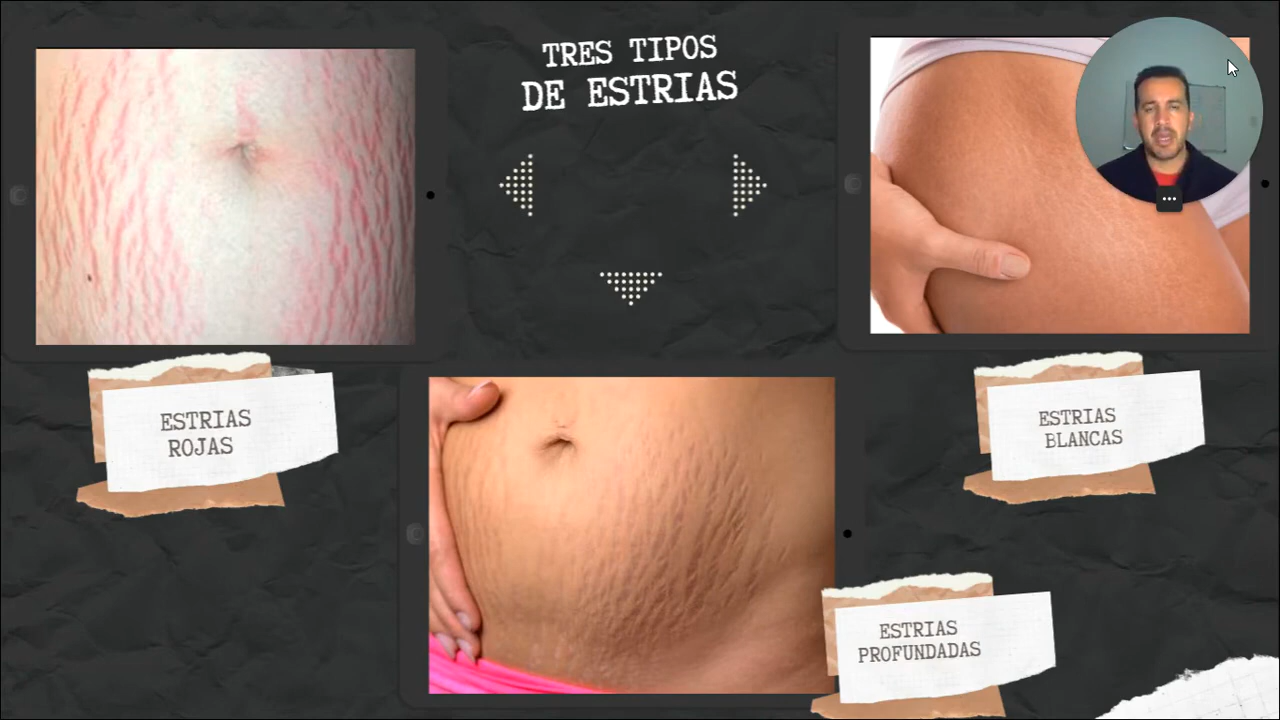 TRES TIPOS
DE ESTRIAS
ESTRIAS
ROJAS
ESTRIAS
BLANCAS
ESTRIAS
PROFUNDADAS